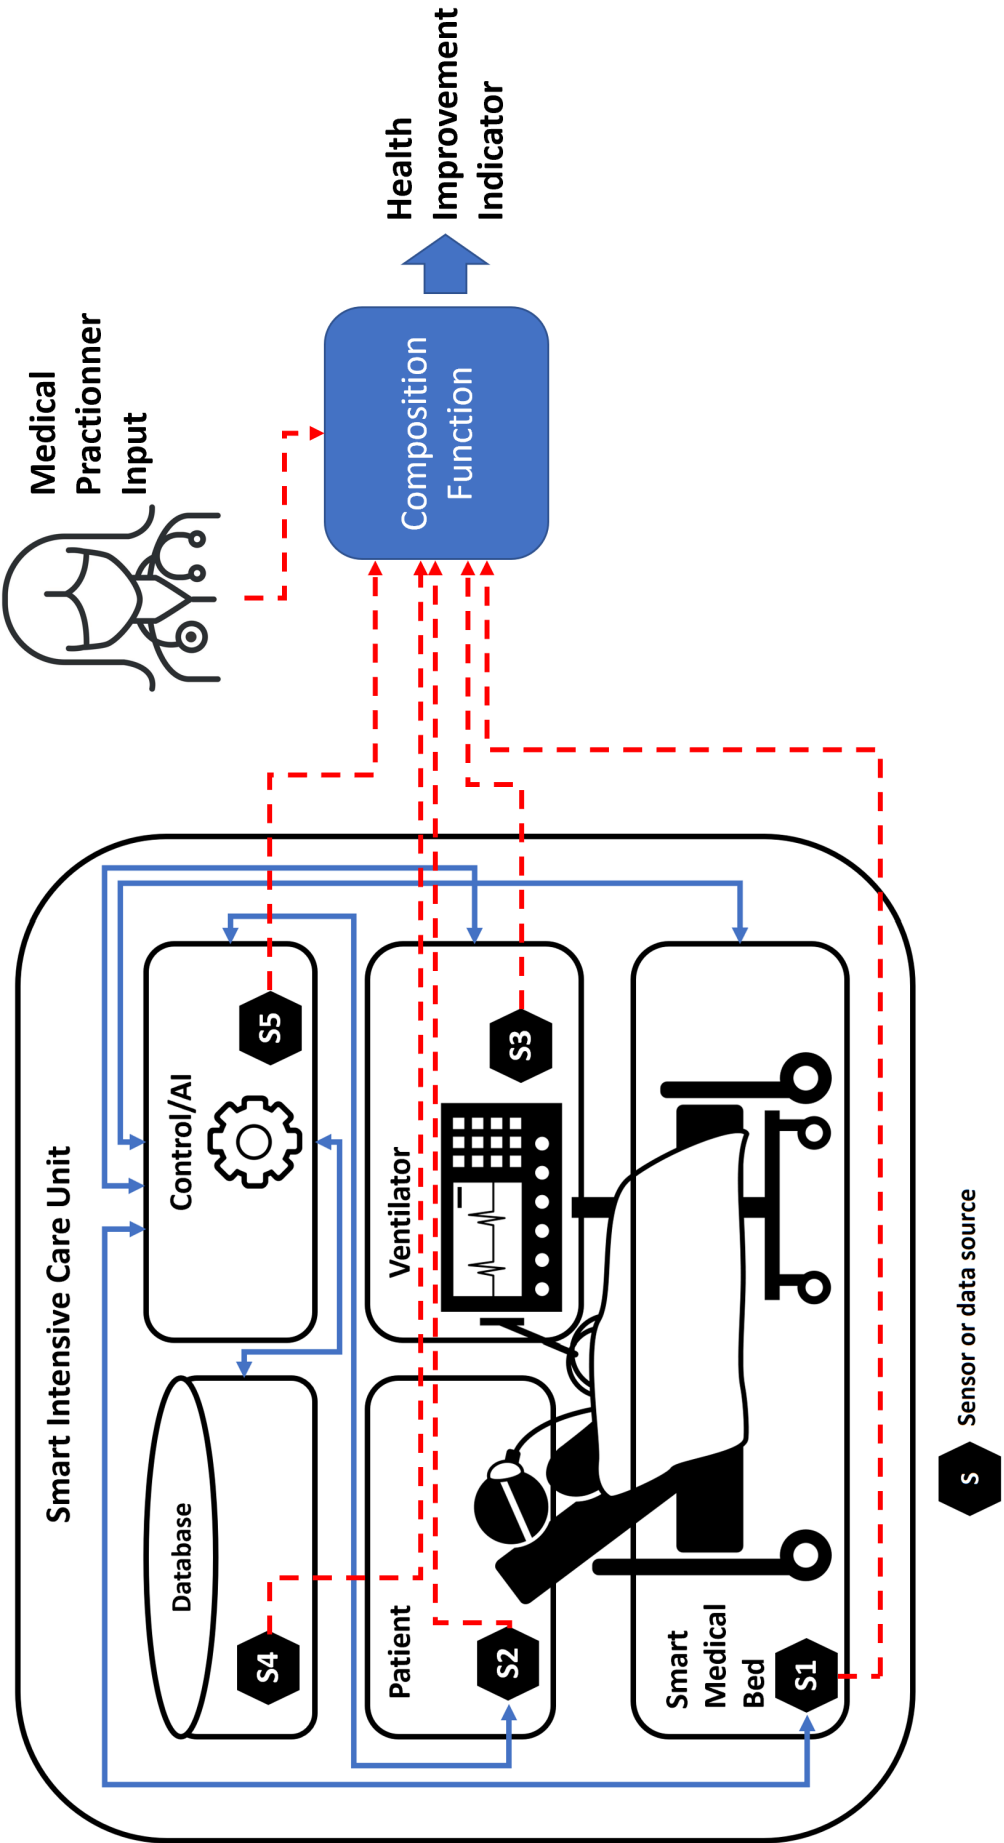 Smart Intensive Care Unit
Database
S4
Control/AI
S5
Patient
S2
Ventilator
S3
Smart
Medical
Bed
S1
Medical
Practionner
Input
Composition
Function
Health
Improvement
Indicator
S
Sensor or data source